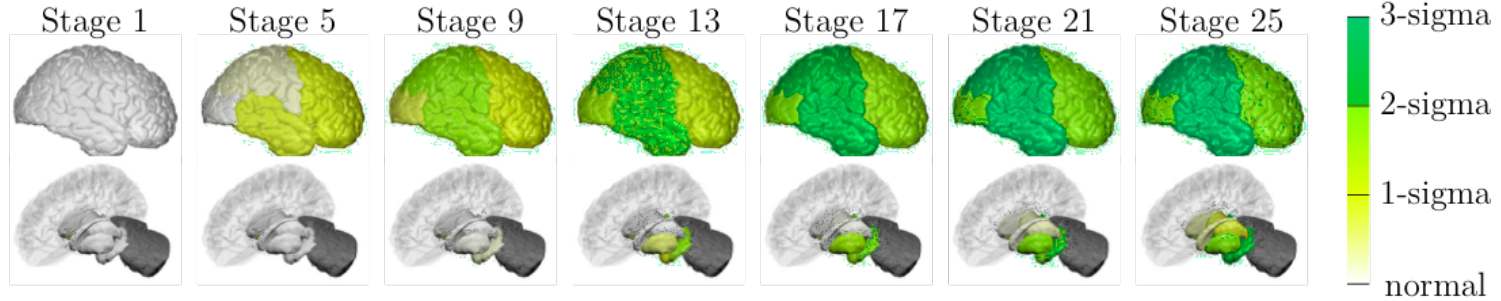 Stage 1 Stage 5 Stage 9 Stage 13 Stage 17 Stage 21 Stage 25
3-sigma
2-sigma
1-sigma
normal